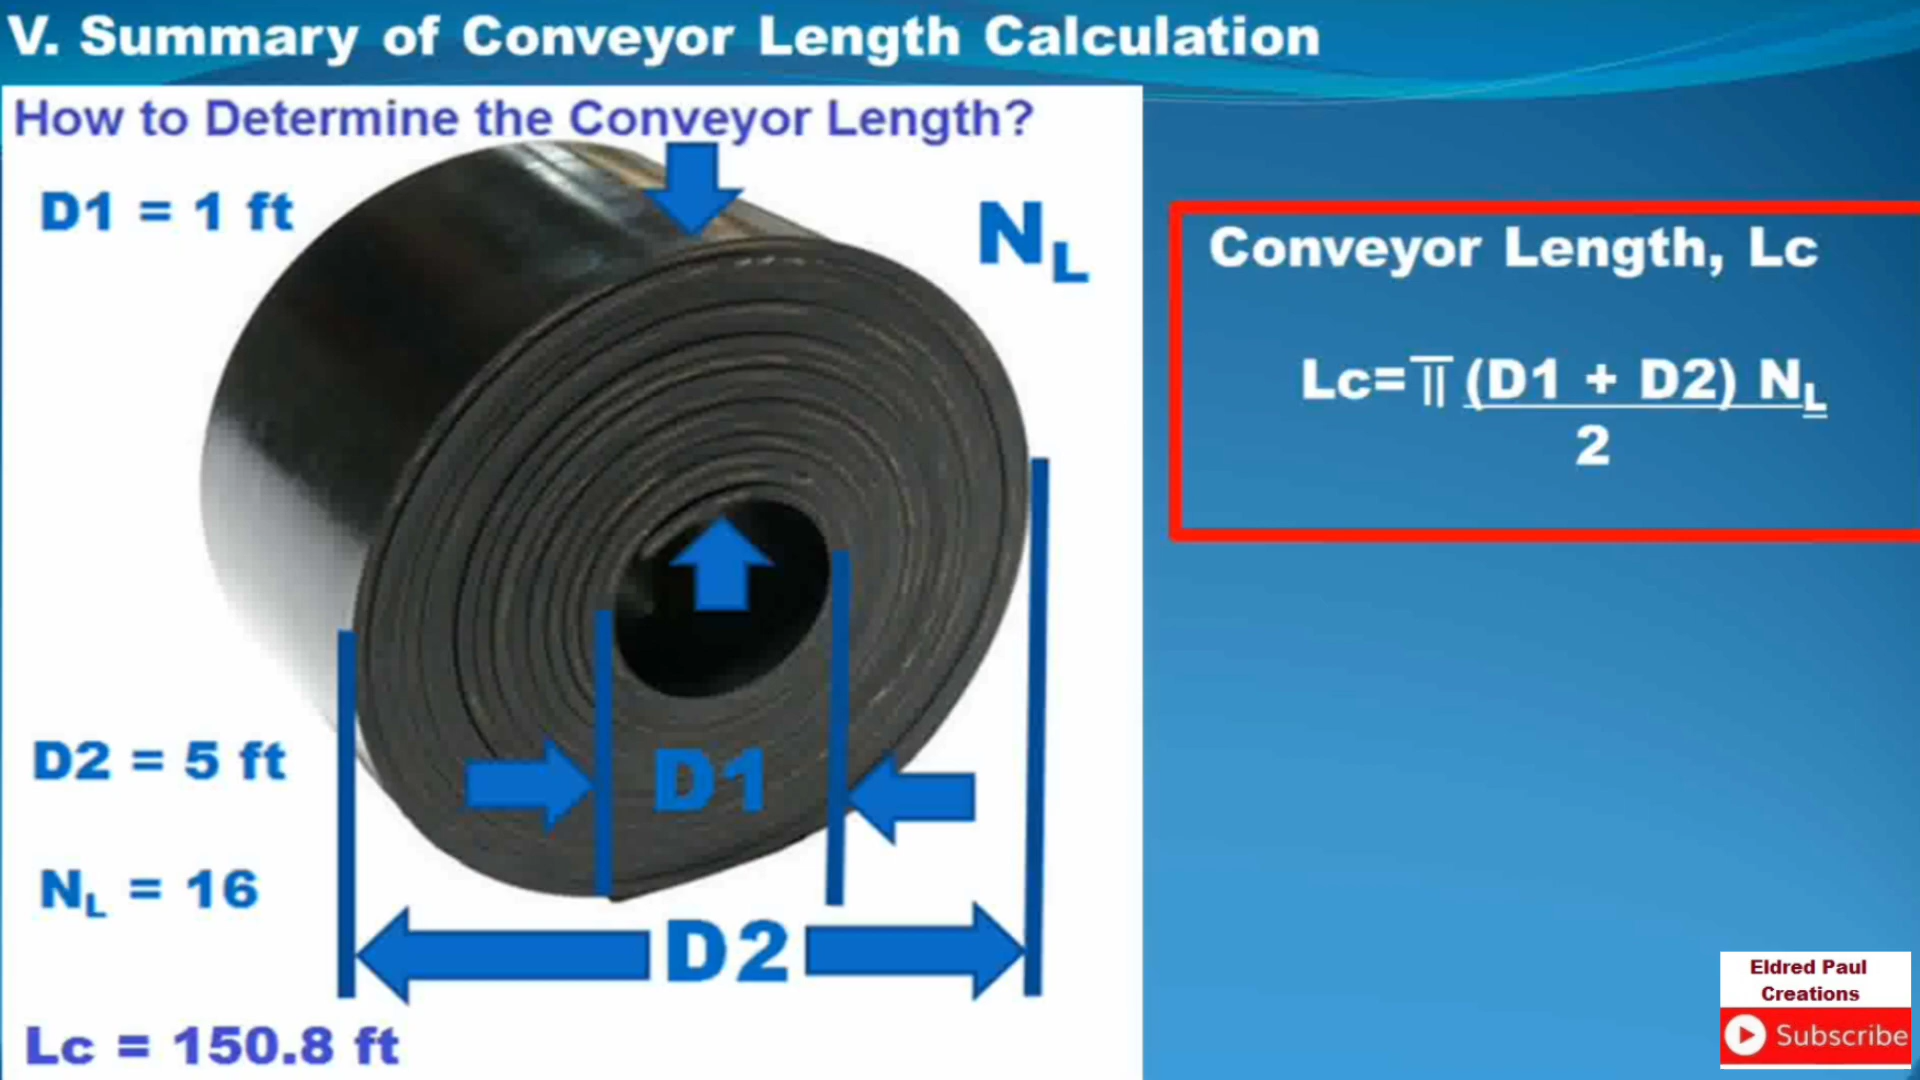 V. Summary of Conveyor Length Calculation
How to Determine the Conveyor Length?
D1 = 1 ft
NL
Conveyor Length, Lc
Lc=π (D1 + D2) NL
2
D2 = 5 ft
D1
NL = 16
D2
Lc = 150.8 ft
Eldred Paul
Creations
Subscribe